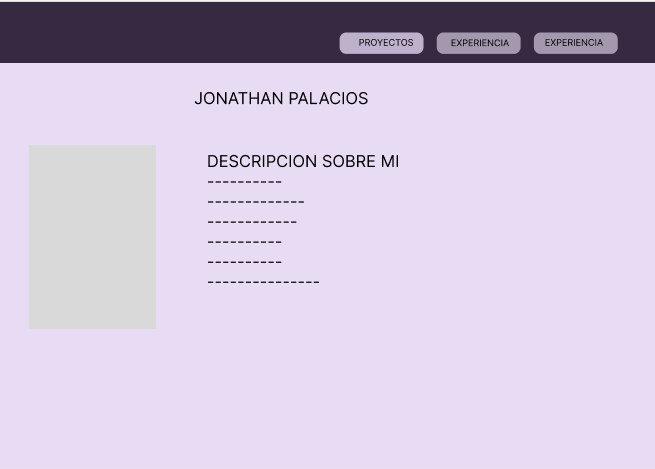 PROYECTOS EXPERIENCIA EXPERIENCIA
JONATHAN PALACIOS
DESCRIPCION SOBRE MI
----------
-------------
------------
----------
----------
---------------